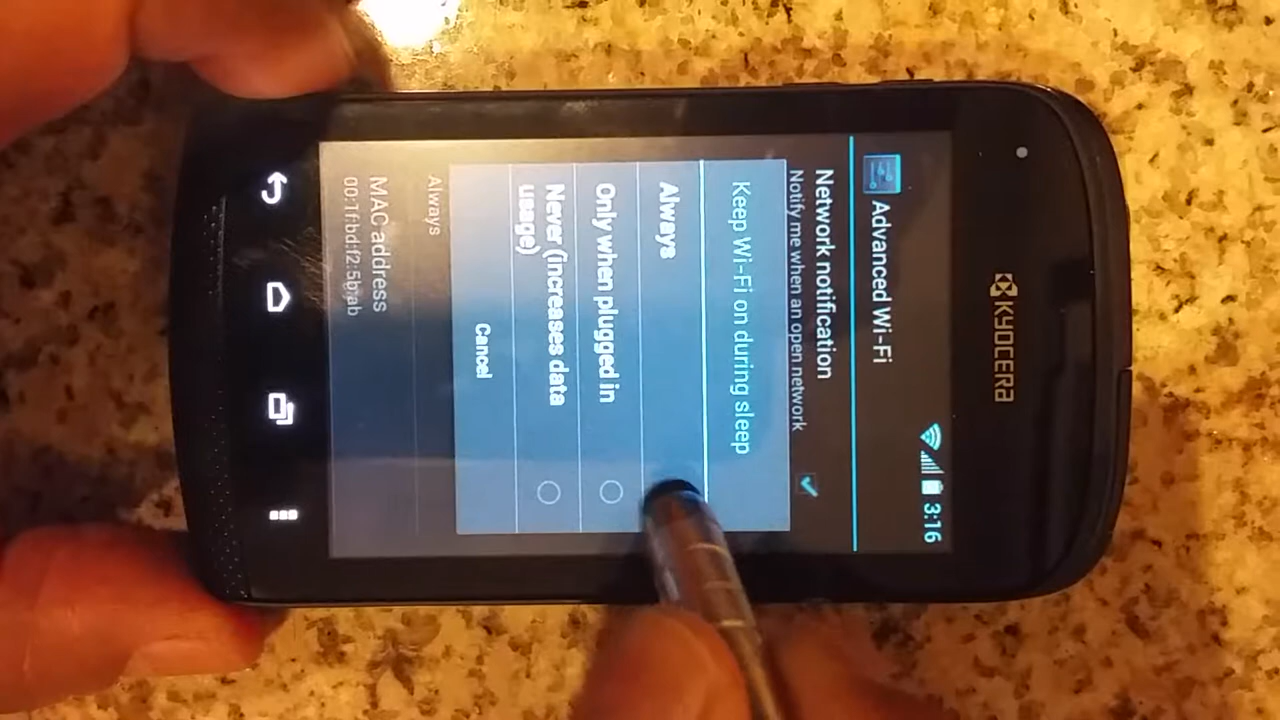 KYOCERA
3:16
Advanced Wi-Fi
Network notification
Notify me when an open network
Keep Wi-Fi on during sleep
Always
Only when plugged in
Never (increases data
usage)
Cancel
Always
MAC address
00:1f:bd:f2:5b:ab